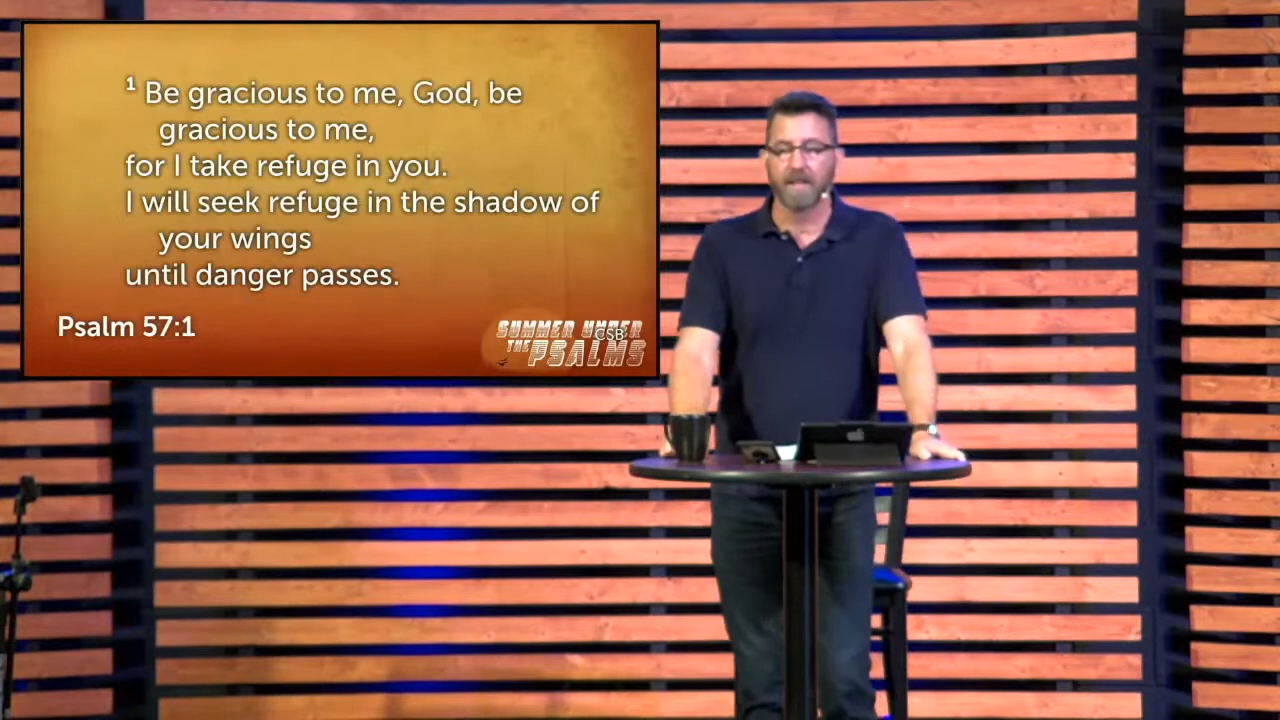 ¹ Be gracious to me, God, be
gracious to me,
for I take refuge in you.
I will seek refuge in the shadow of
your wings
until danger passes.
Psalm 57:1
SUMMER UNDER
CSB
THE PSALMS